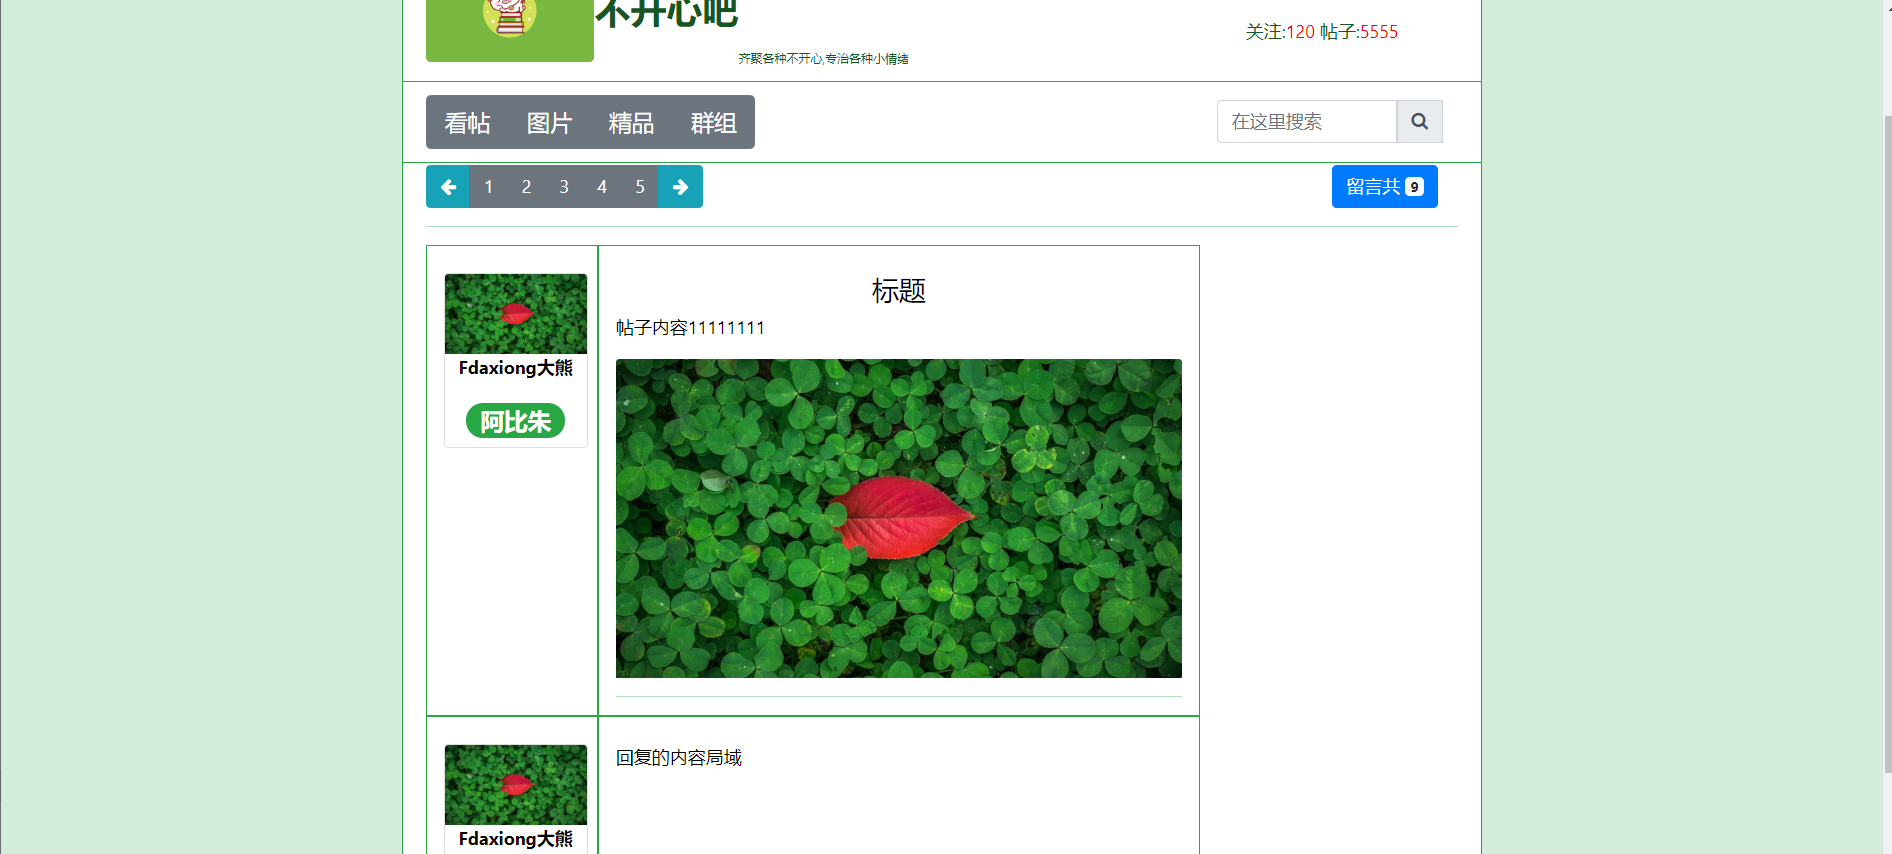 不开心吧
关注:120 帖子:5555
齐聚各种不开心,专治各种小情绪
看帖 图片 精品 群组
在这里搜索
1 2 3 4 5
留言共 9
标题
帖子内容11111111
Fdaxiong大熊
阿比朱
回复的内容局域
Fdaxiong大熊